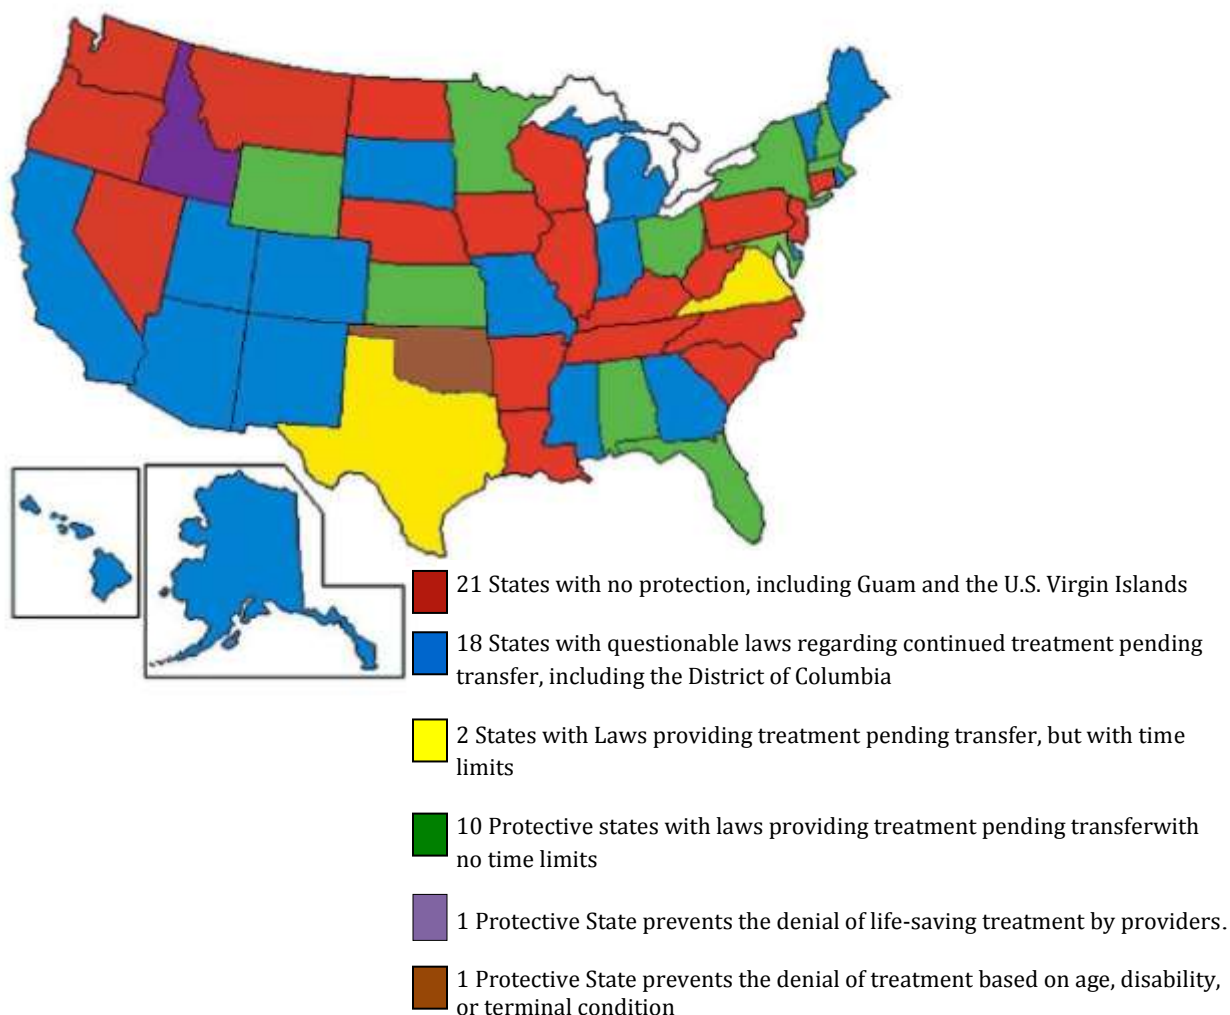 21 States with no protection, including Guam and the U.S. Virgin Islands
18 States with questionable laws regarding continued treatment pending
transfer, including the District of Columbia
2 States with Laws providing treatment pending transfer, but with time
limits
10 Protective states with laws providing treatment pending transferwith
no time limits
1 Protective State prevents the denial of life-saving treatment by providers.
1 Protective State prevents the denial of treatment based on age, disability,
or terminal condition